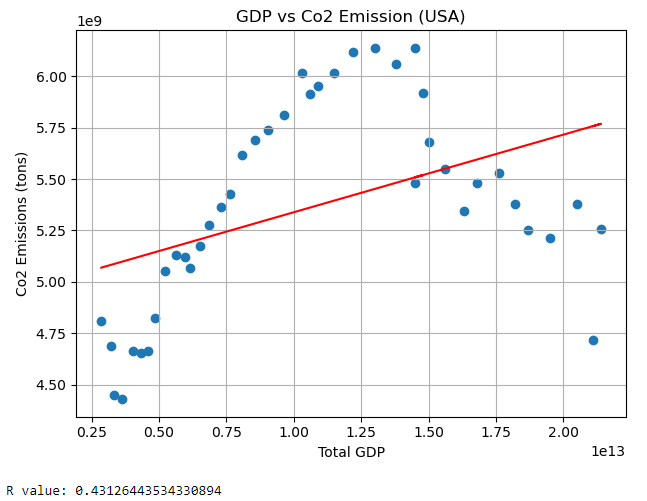 GDP vs Co2 Emission (USA)
1e9
6.00
5.75
5.50
5.25
5.00
4.75
4.50
Co2 Emissions (tons)
0.25 0.50 0.75 1.00 1.25 1.50 1.75 2.00
1e13
Total GDP
R value: 0.43126443534330894